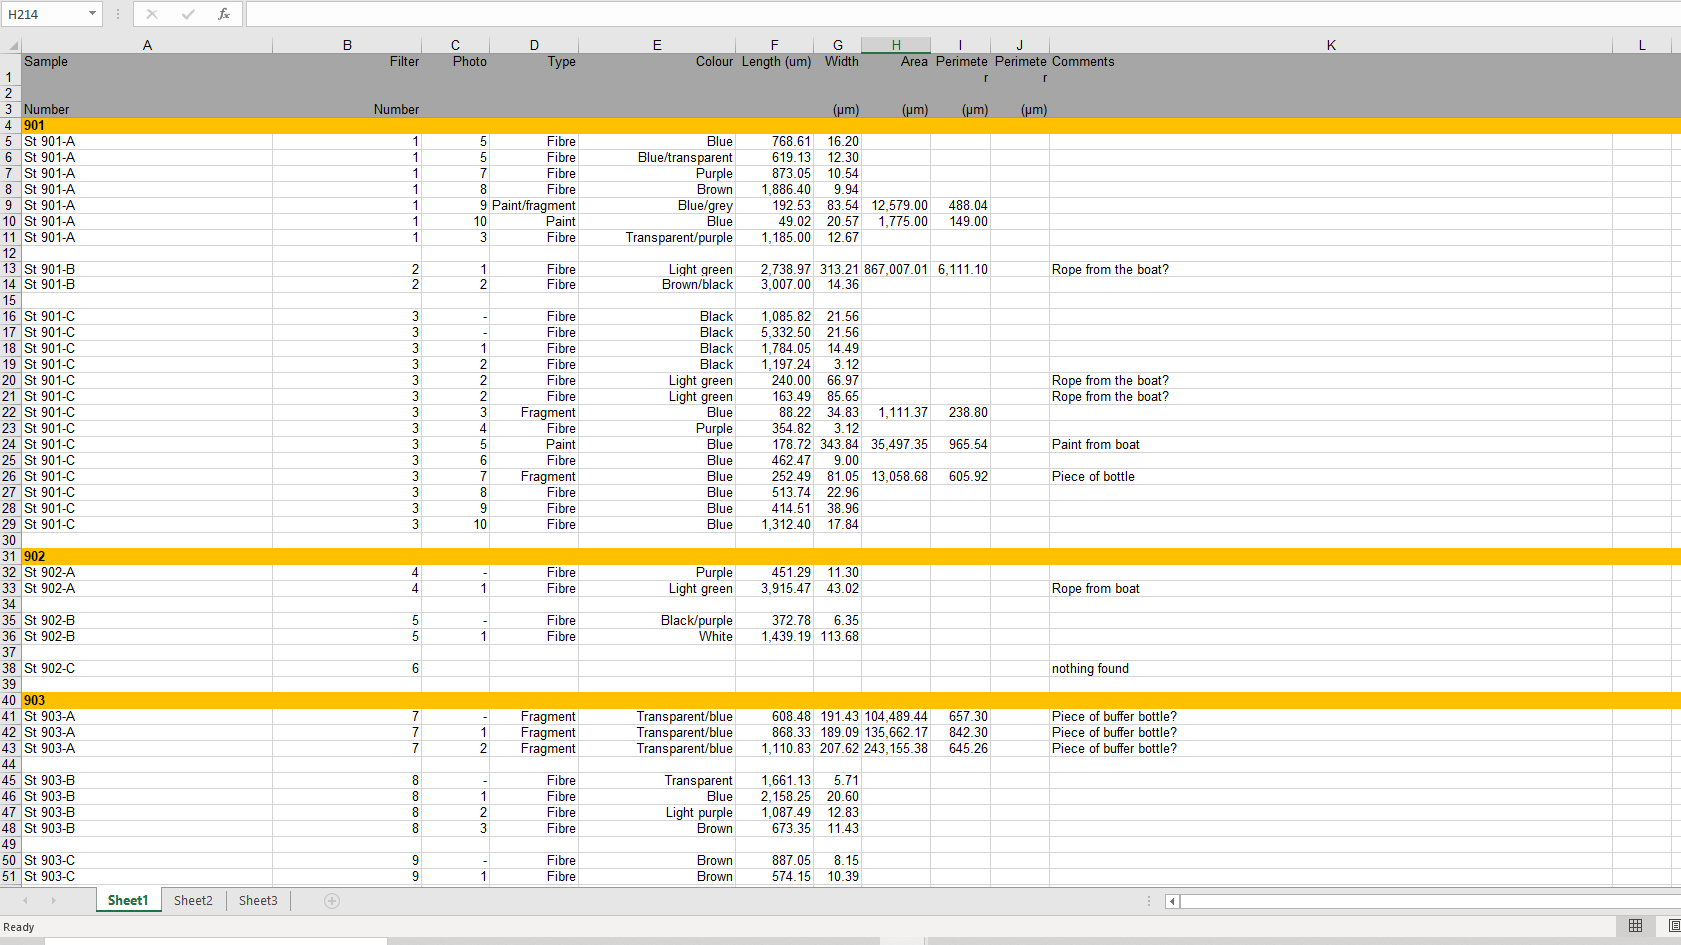 H214 fx
A B C D E F G H I J K L
1 Sample Filter Photo Type Colour Length (um) Width Area Perimete r Perimete r Comments
2
3 Number Number (µm) (µm) (µm) (µm)
4 901
5 St 901-A 1 5 Fibre Blue 768.61 16.20
6 St 901-A 1 5 Fibre Blue/transparent 619.13 12.30
7 St 901-A 1 7 Fibre Purple 873.05 10.54
8 St 901-A 1 8 Fibre Brown 1,886.40 9.94
9 St 901-A 1 9 Paint/fragment Blue/grey 192.53 83.54 12,579.00 488.04
10 St 901-A 1 10 Paint Blue 49.02 20.57 1,775.00 149.00
11 St 901-A 1 3 Fibre Transparent/purple 1,185.00 12.67
12
13 St 901-B 2 1 Fibre Light green 2,738.97 313.21 867,007.01 6,111.10 Rope from the boat?
14 St 901-B 2 2 Fibre Brown/black 3,007.00 14.36
15
16 St 901-C 3 - Fibre Black 1,085.82 21.56
17 St 901-C 3 - Fibre Black 5,332.50 21.56
18 St 901-C 3 1 Fibre Black 1,784.05 14.49
19 St 901-C 3 2 Fibre Black 1,197.24 3.12
20 St 901-C 3 2 Fibre Light green 240.00 66.97 Rope from the boat?
21 St 901-C 3 2 Fibre Light green 163.49 85.65 Rope from the boat?
22 St 901-C 3 3 Fragment Blue 88.22 34.83 1,111.37 238.80
23 St 901-C 3 4 Fibre Purple 354.82 3.12
24 St 901-C 3 5 Paint Blue 178.72 343.84 35,497.35 965.54 Paint from boat
25 St 901-C 3 6 Fibre Blue 462.47 9.00
26 St 901-C 3 7 Fragment Blue 252.49 81.05 13,058.68 605.92 Piece of bottle
27 St 901-C 3 8 Fibre Blue 513.74 22.96
28 St 901-C 3 9 Fibre Blue 414.51 38.96
29 St 901-C 3 10 Fibre Blue 1,312.40 17.84
30
31 902
32 St 902-A 4 - Fibre Purple 451.29 11.30
33 St 902-A 4 1 Fibre Light green 3,915.47 43.02 Rope from boat
34
35 St 902-B 5 - Fibre Black/purple 372.78 6.35
36 St 902-B 5 1 Fibre White 1,439.19 113.68
37
38 St 902-C 6 nothing found
39
40 903
41 St 903-A 7 - Fragment Transparent/blue 608.48 191.43 104,489.44 657.30 Piece of buffer bottle?
42 St 903-A 7 1 Fragment Transparent/blue 868.33 189.09 135,662.17 842.30 Piece of buffer bottle?
43 St 903-A 7 2 Fragment Transparent/blue 1,110.83 207.62 243,155.38 645.26 Piece of buffer bottle?
44
45 St 903-B 8 - Fibre Transparent 1,661.13 5.71
46 St 903-B 8 1 Fibre Blue 2,158.25 20.60
47 St 903-B 8 2 Fibre Light purple 1,087.49 12.83
48 St 903-B 8 3 Fibre Brown 673.35 11.43
49
50 St 903-C 9 - Fibre Brown 887.05 8.15
51 St 903-C 9 1 Fibre Brown 574.15 10.39
Sheet1 Sheet2 Sheet3
Ready